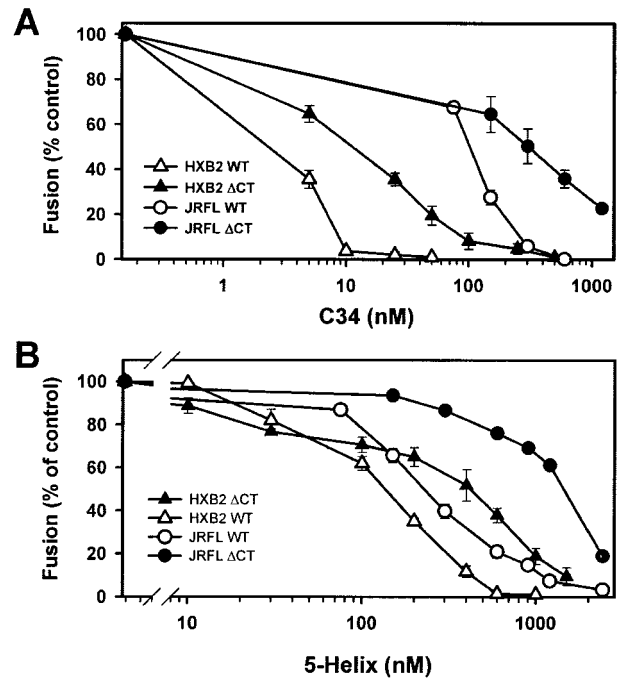 A
Fusion (% control)
100
80
60
40
20
0
HXB2 WT
HXB2 ΔCT
JRFL WT
JRFL ΔCT
1 10 100 1000
C34 (nM)
B
Fusion (% of control)
100
80
60
40
20
0
HXB2 ΔCT
HXB2 WT
JRFL WT
JRFL ΔCT
10 100 1000
5-Helix (nM)